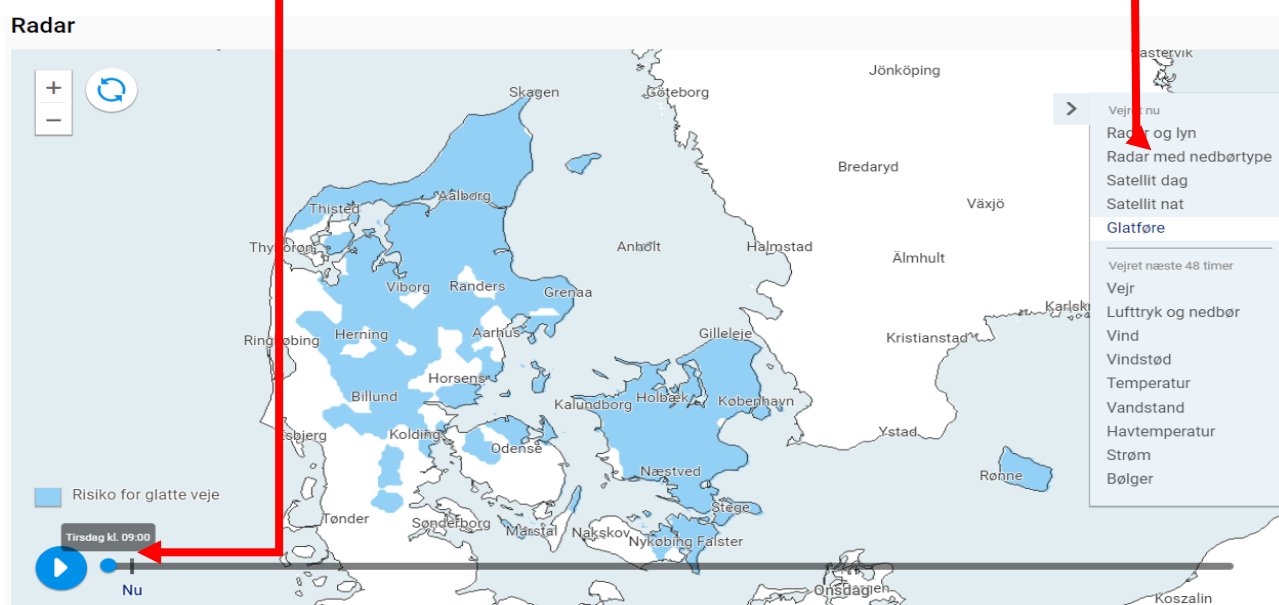 Radar
+
−
Skagen
Göteborg
Jönköping
Bredaryd
Växjö
Aalborg
Thisted
Anholt
Halmstad
Älmhult
Viborg
Randers
Grenaa
Herning
Aarhus
Gilleleje
Kristianstad
Horsens
Billund
Kalundborg
Holbæk
København
Kolding
Odense
Ystad
Næstved
Rønne
Stege
Tønder
Sønderborg
Marstal
Nakskov
Nykøbing Falster
Koszalin
>
Vejret nu
Radar og lyn
Radar med nedbørtype
Satellit dag
Satellit nat
Glatføre
Vejret næste 48 timer
Vejr
Lufttryk og nedbør
Vind
Vindstød
Temperatur
Vandstand
Havtemperatur
Strøm
Bølger
Risiko for glatte veje
Tirsdag kl. 09:00
Nu
Onsdag